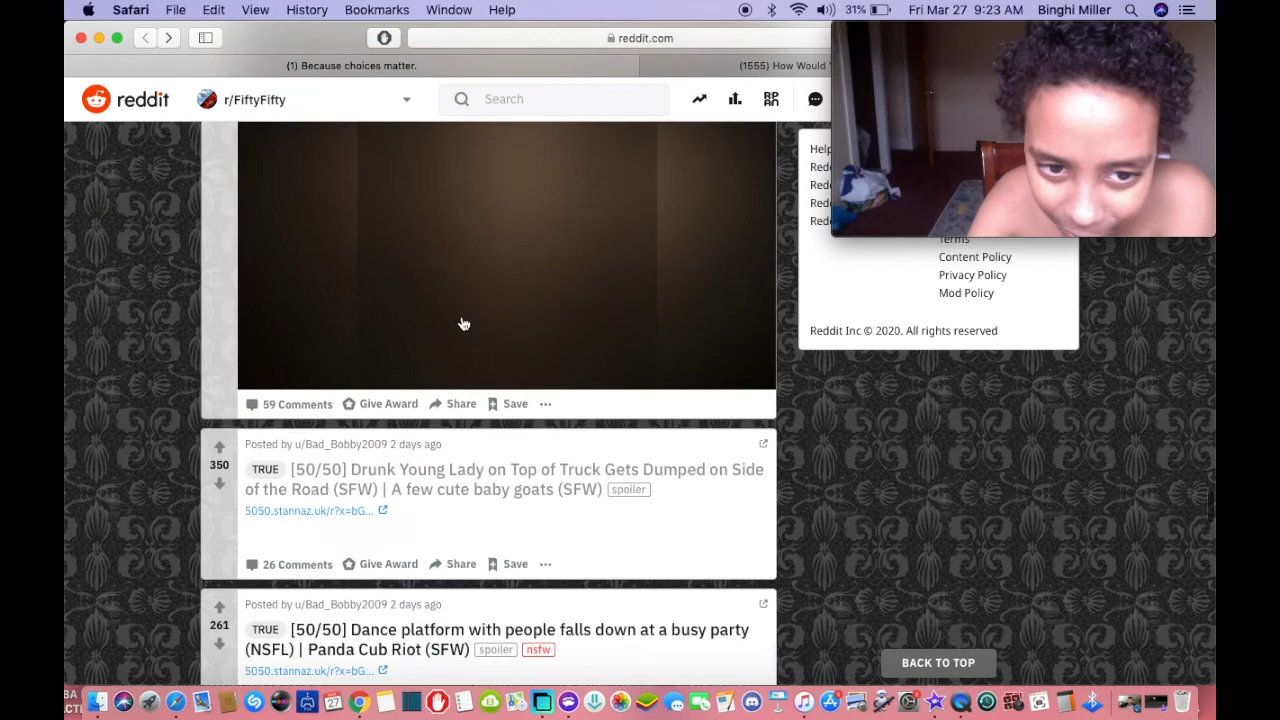 Safari File Edit View History Bookmarks Window Help 31% Fri Mar 27 9:23 AM Binghi Miller
reddit.com
(1) Because choices matter. (1555) How Would
reddit r/FiftyFifty Search
Help
Terms
Content Policy
Privacy Policy
Mod Policy
Reddit Inc © 2020. All rights reserved
59 Comments Give Award Share Save
Posted by u/Bad_Bobby2009 2 days ago
350
TRUE [50/50] Drunk Young Lady on Top of Truck Gets Dumped on Side
of the Road (SFW) | A few cute baby goats (SFW) spoiler
5050.stannaz.uk/r?x=bG...
26 Comments Give Award Share Save
Posted by u/Bad_Bobby2009 2 days ago
261
TRUE [50/50] Dance platform with people falls down at a busy party
(NSFL) | Panda Cub Riot (SFW) spoiler nsfw
5050.stannaz.uk/r?x=bG...
BACK TO TOP